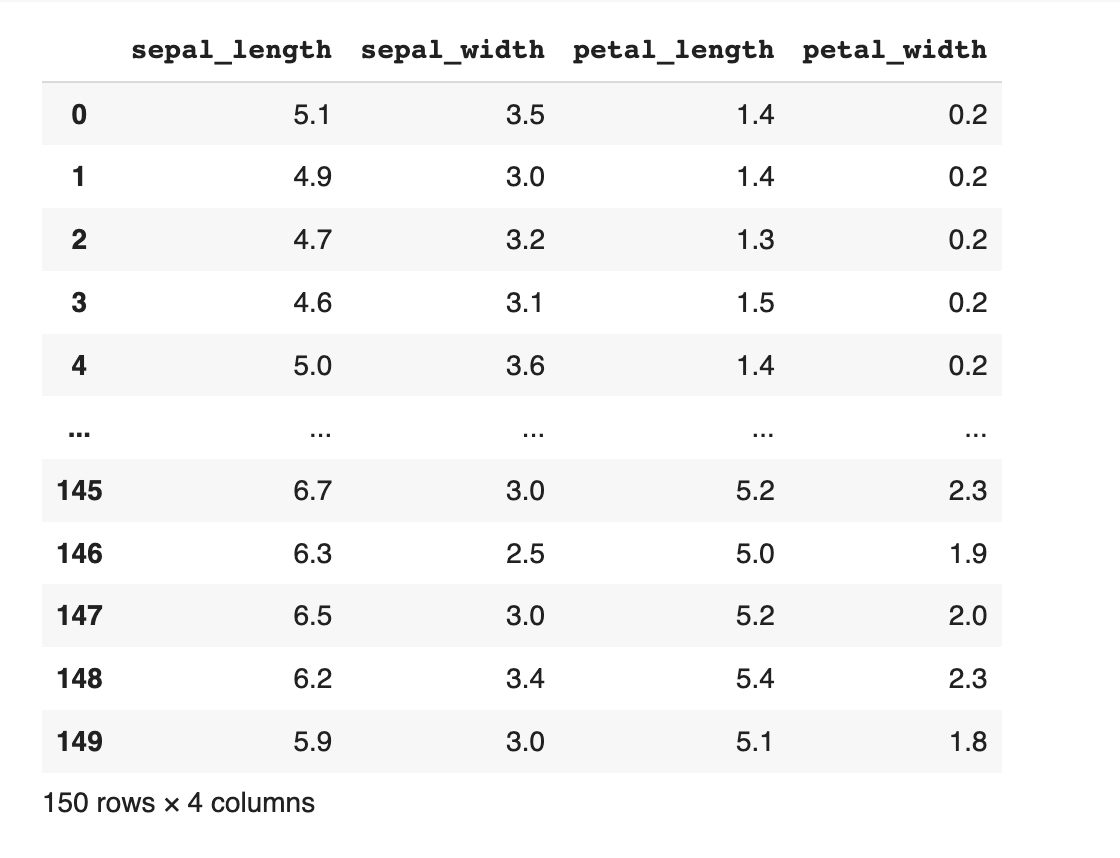 sepal_length sepal_width petal_length petal_width
0 5.1 3.5 1.4 0.2
1 4.9 3.0 1.4 0.2
2 4.7 3.2 1.3 0.2
3 4.6 3.1 1.5 0.2
4 5.0 3.6 1.4 0.2
... ... ... ... ...
145 6.7 3.0 5.2 2.3
146 6.3 2.5 5.0 1.9
147 6.5 3.0 5.2 2.0
148 6.2 3.4 5.4 2.3
149 5.9 3.0 5.1 1.8
150 rows × 4 columns